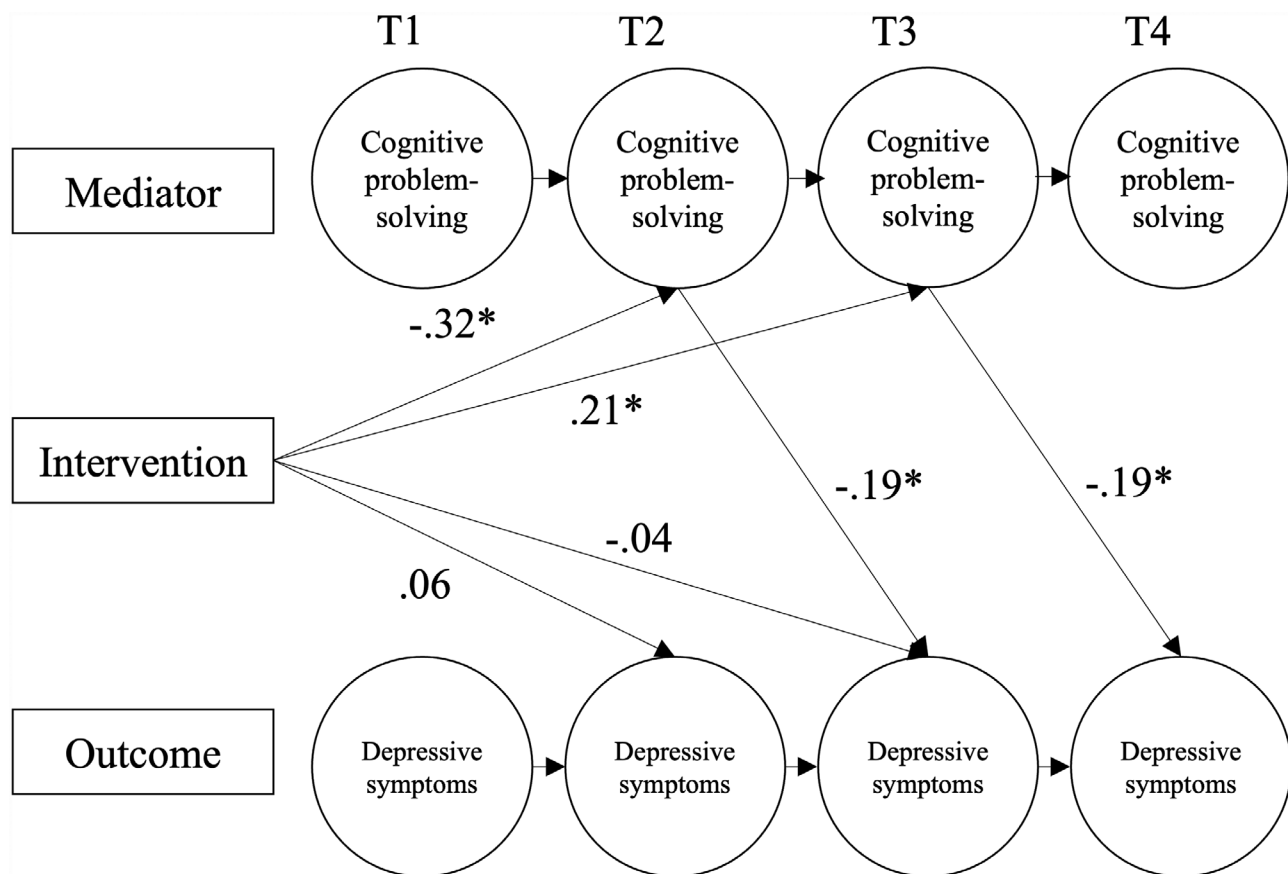 T1 T2 T3 T4
Mediator
Cognitive
problem-
solving
Cognitive
problem-
solving
Cognitive
problem-
solving
Cognitive
problem-
solving
-.32*
.21*
Intervention
-.19*
-.19*
-.04
.06
Outcome
Depressive
symptoms
Depressive
symptoms
Depressive
symptoms
Depressive
symptoms